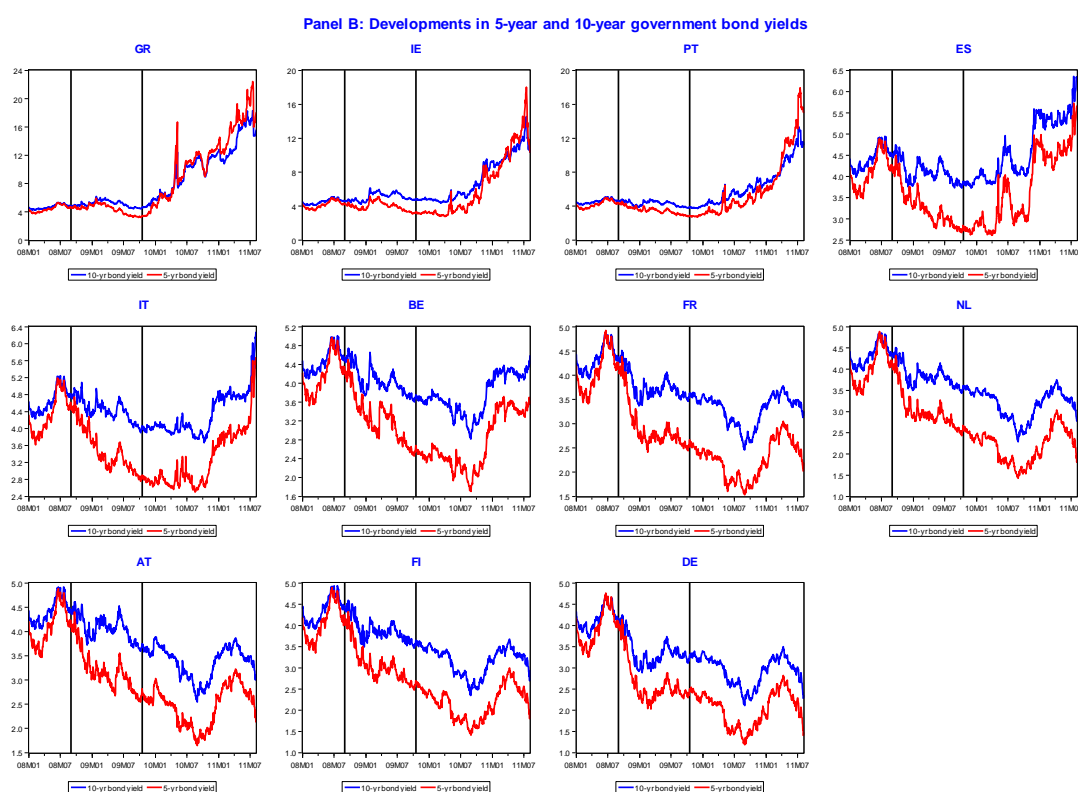 Panel B: Developments in 5-year and 10-year government bond yields
GR IE PT ES
24 20 20 6.5
20 16 16 6.0
16 12 12 5.5
12 8 8 5.0
8 4 4 4.5
4 0 0 4.0
0 3.5
3.0
2.5
08M01 08M07 09M01 09M07 10M01 10M07 11M01 11M07 08M01 08M07 09M01 09M07 10M01 10M07 11M01 11M07 08M01 08M07 09M01 09M07 10M01 10M07 11M01 11M07 08M01 08M07 09M01 09M07 10M01 10M07 11M01 11M07
10-yr bond yield 5-yr bond yield 10-yr bond yield 5-yr bond yield 10-yr bond yield 5-yr bond yield 10-yr bond yield 5-yr bond yield
IT BE FR NL
6.4 5.2 5.0 5.0
6.0 4.8 4.5 4.5
5.6 4.4 4.0 4.0
5.2 4.0 3.5 3.5
4.8 3.6 3.0 3.0
4.4 3.2 2.5 2.5
4.0 2.8 2.0 2.0
3.6 2.4 1.5 1.5
3.2 2.0 1.0
2.8 1.6
2.4
08M01 08M07 09M01 09M07 10M01 10M07 11M01 11M07 08M01 08M07 09M01 09M07 10M01 10M07 11M01 11M07 08M01 08M07 09M01 09M07 10M01 10M07 11M01 11M07 08M01 08M07 09M01 09M07 10M01 10M07 11M01 11M07
10-yr bond yield 5-yr bond yield 10-yr bond yield 5-yr bond yield 10-yr bond yield 5-yr bond yield 10-yr bond yield 5-yr bond yield
AT FI DE
5.0 5.0 5.0
4.5 4.5 4.5
4.0 4.0 4.0
3.5 3.5 3.5
3.0 3.0 3.0
2.5 2.5 2.5
2.0 2.0 2.0
1.5 1.5 1.5
1.0 1.0
08M01 08M07 09M01 09M07 10M01 10M07 11M01 11M07 08M01 08M07 09M01 09M07 10M01 10M07 11M01 11M07 08M01 08M07 09M01 09M07 10M01 10M07 11M01 11M07
10-yr bond yield 5-yr bond yield 10-yr bond yield 5-yr bond yield 10-yr bond yield 5-yr bond yield